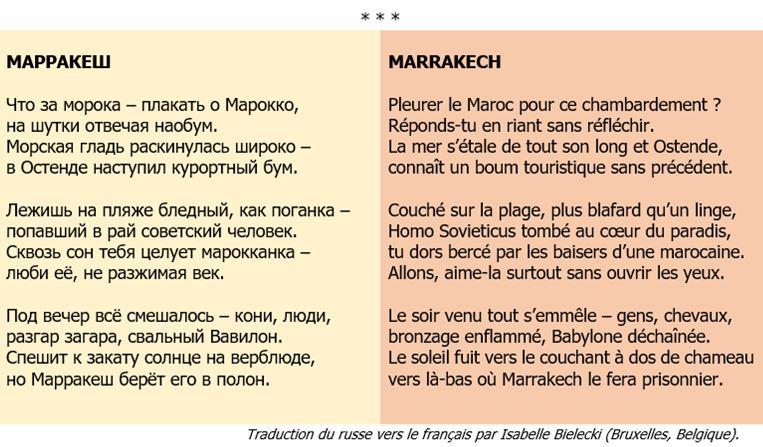 * * *
МАРРАКЕШ
Что за морока – плакать о Марокко,
на шутки отвечая наобум.
Морская гладь раскинулась широко –
в Остенде наступил курортный бум.
Лежишь на пляже бледный, как поганка –
попавший в рай советский человек.
Сквозь сон тебя целует марокканка –
люби её, не разжимая век.
Под вечер всё смешалось – кони, люди,
разгар загара, свальный Вавилон.
Спешит к закату солнце на верблюде,
но Марракеш берёт его в полон.
MARRAKECH
Pleurer le Maroc pour ce chambardement ?
Réponds-tu en riant sans réfléchir.
La mer s’étale de tout son long et Ostende,
connaît un boum touristique sans précédent.
Couché sur la plage, plus blafard qu’un linge,
Homo Sovieticus tombé au cœur du paradis,
tu dors bercé par les baisers d’une marocaine.
Allons, aime-la surtout sans ouvrir les yeux.
Le soir venu tout s’emmêle – gens, chevaux,
bronzage enflammé, Babylone déchaînée.
Le soleil fuit vers le couchant à dos de chameau
vers là-bas où Marrakech le fera prisonnier.
Traduction du russe vers le français par Isabelle Bielecki (Bruxelles, Belgique).